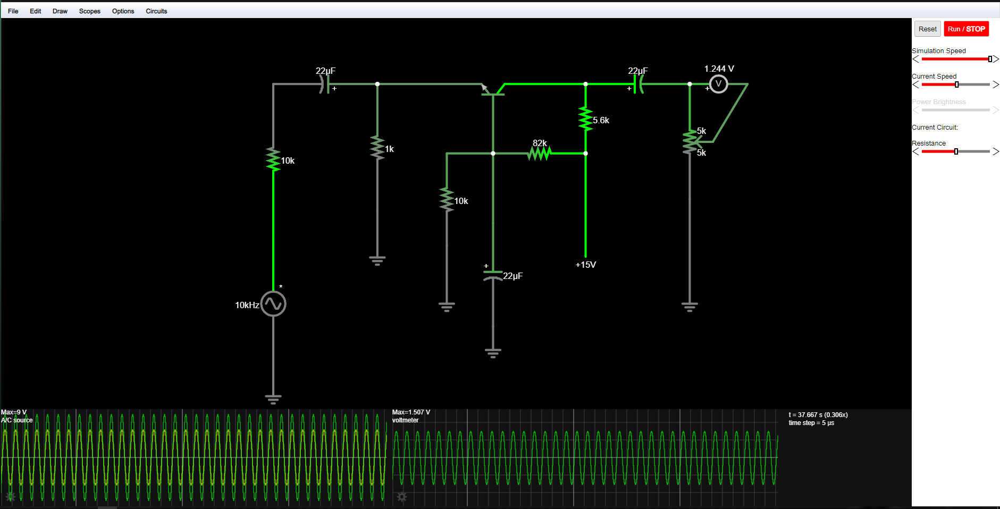 File Edit Draw Scopes Options Circuits
Reset Run / STOP
Simulation Speed
Current Speed
Power Brightness
Current Circuit:
Resistance
22µF
+
22µF
+
1.244 V
V
+
5.6k
5k
5k
82k
1k
10k
10k
+
22µF
+15V
*
10kHz
Max=9 V
A/C source
Max=1.507 V
voltmeter
t = 37.667 s (0.306x)
time step = 5 µs